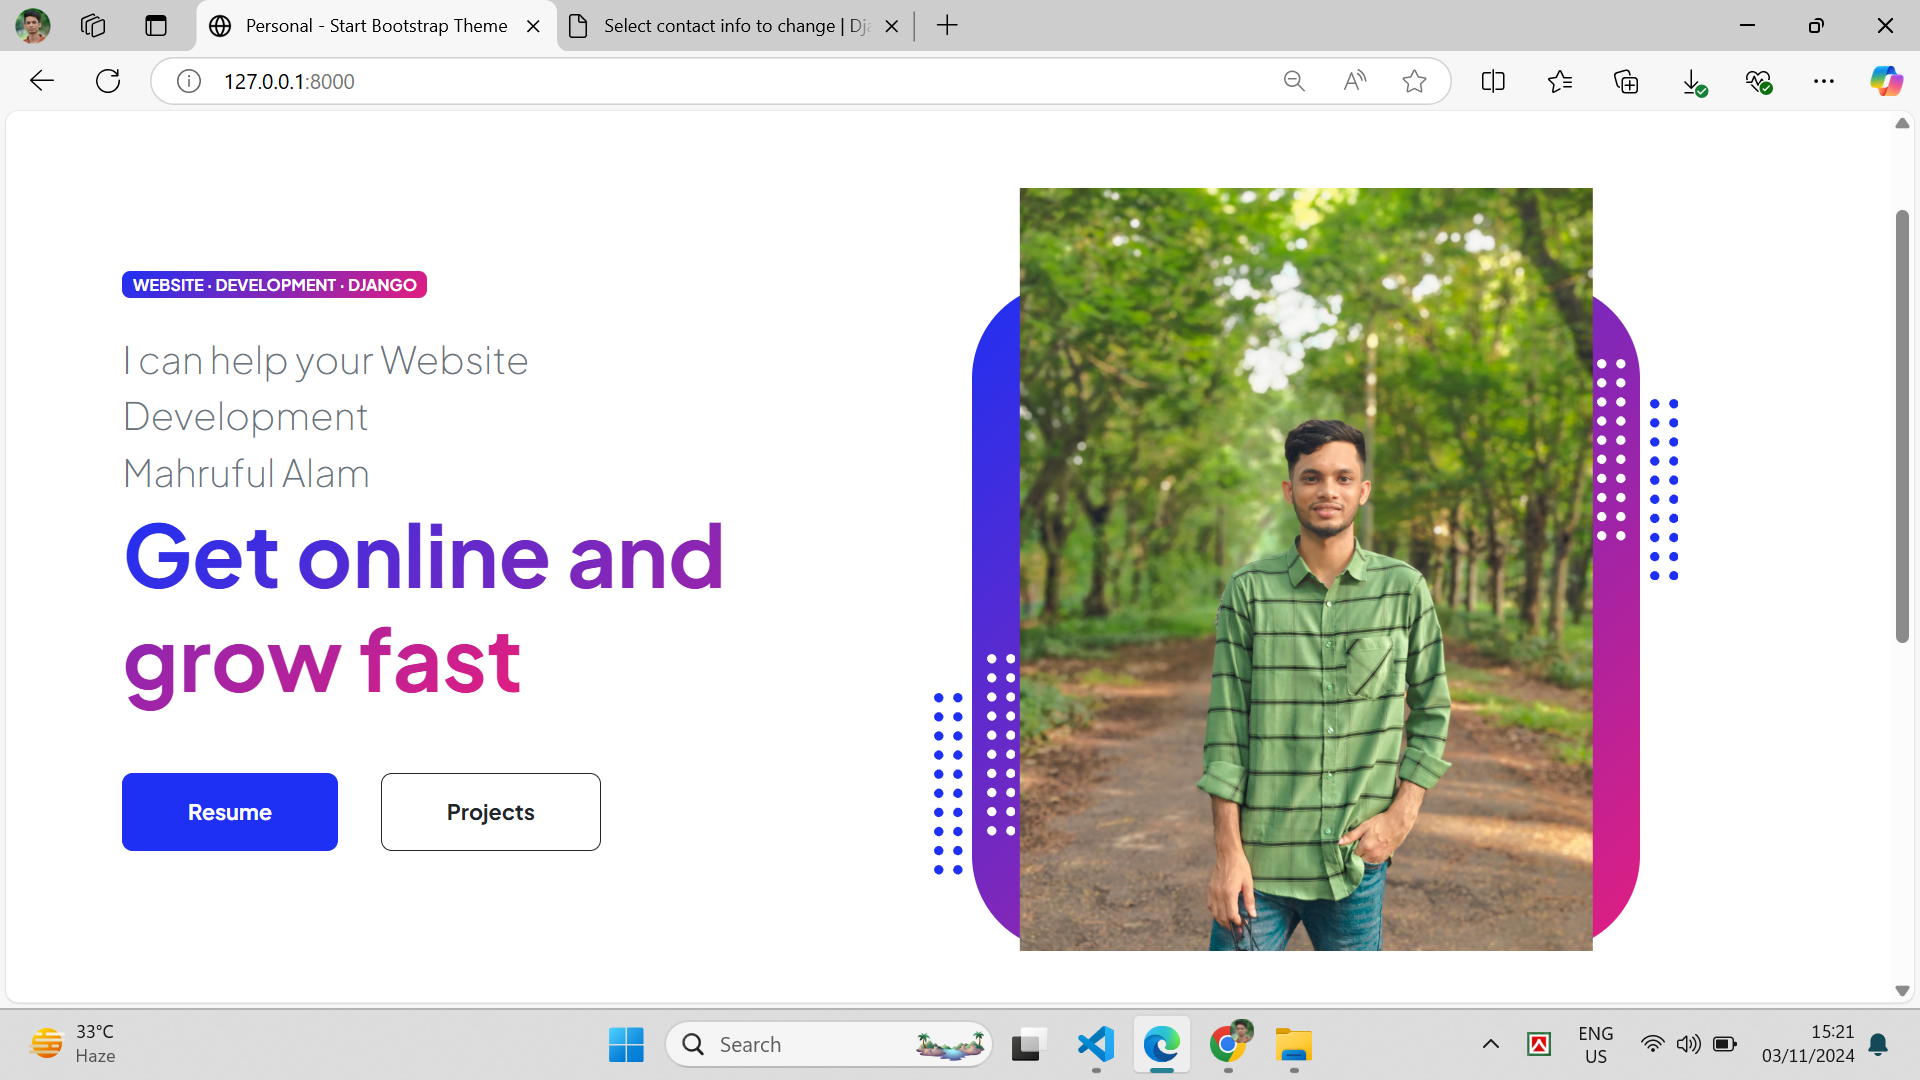 Personal - Start Bootstrap Theme
Select contact info to change | Dj
127.0.0.1:8000
WEBSITE · DEVELOPMENT · DJANGO
I can help your Website
Development
Mahruful Alam
Get online and
grow fast
Resume
Projects
33°C
Haze
Search
ENG
US
15:21
03/11/2024